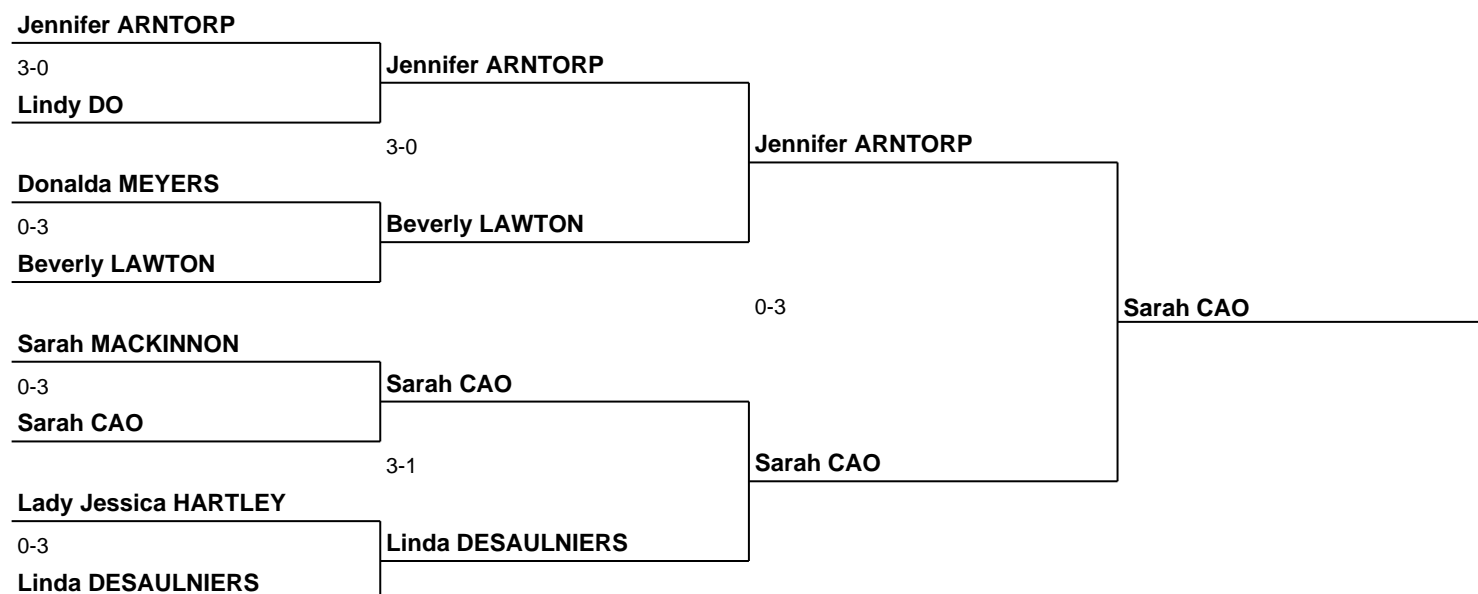 Jennifer ARNTORP
3-0
Jennifer ARNTORP
Lindy DO
3-0
Jennifer ARNTORP
Donalda MEYERS
0-3
Beverly LAWTON
Beverly LAWTON
0-3
Sarah CAO
Sarah MACKINNON
0-3
Sarah CAO
Sarah CAO
3-1
Sarah CAO
Lady Jessica HARTLEY
0-3
Linda DESAULNIERS
Linda DESAULNIERS